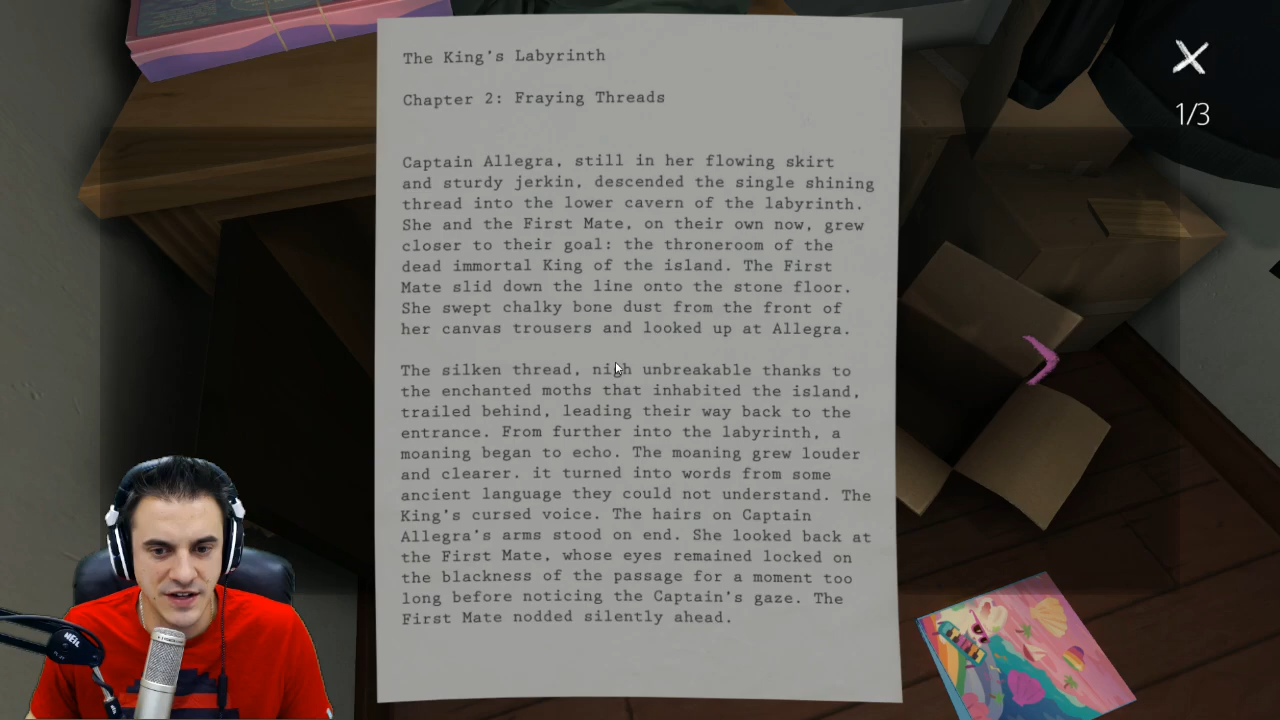 The King's Labyrinth
Chapter 2: Fraying Threads
Captain Allegra, still in her flowing skirt
and sturdy jerkin, descended the single shining
thread into the lower cavern of the labyrinth.
She and the First Mate, on their own now, grew
closer to their goal: the throneroom of the
dead immortal King of the island. The First
Mate slid down the line onto the stone floor.
She swept chalky bone dust from the front of
her canvas trousers and looked up at Allegra.
The silken thread, nigh unbreakable thanks to
the enchanted moths that inhabited the island,
trailed behind, leading their way back to the
entrance. From further into the labyrinth, a
moaning began to echo. The moaning grew louder
and clearer. it turned into words from some
ancient language they could not understand. The
King's cursed voice. The hairs on Captain
Allegra's arms stood on end. She looked back at
the First Mate, whose eyes remained locked on
the blackness of the passage for a moment too
long before noticing the Captain's gaze. The
First Mate nodded silently ahead.
1/3